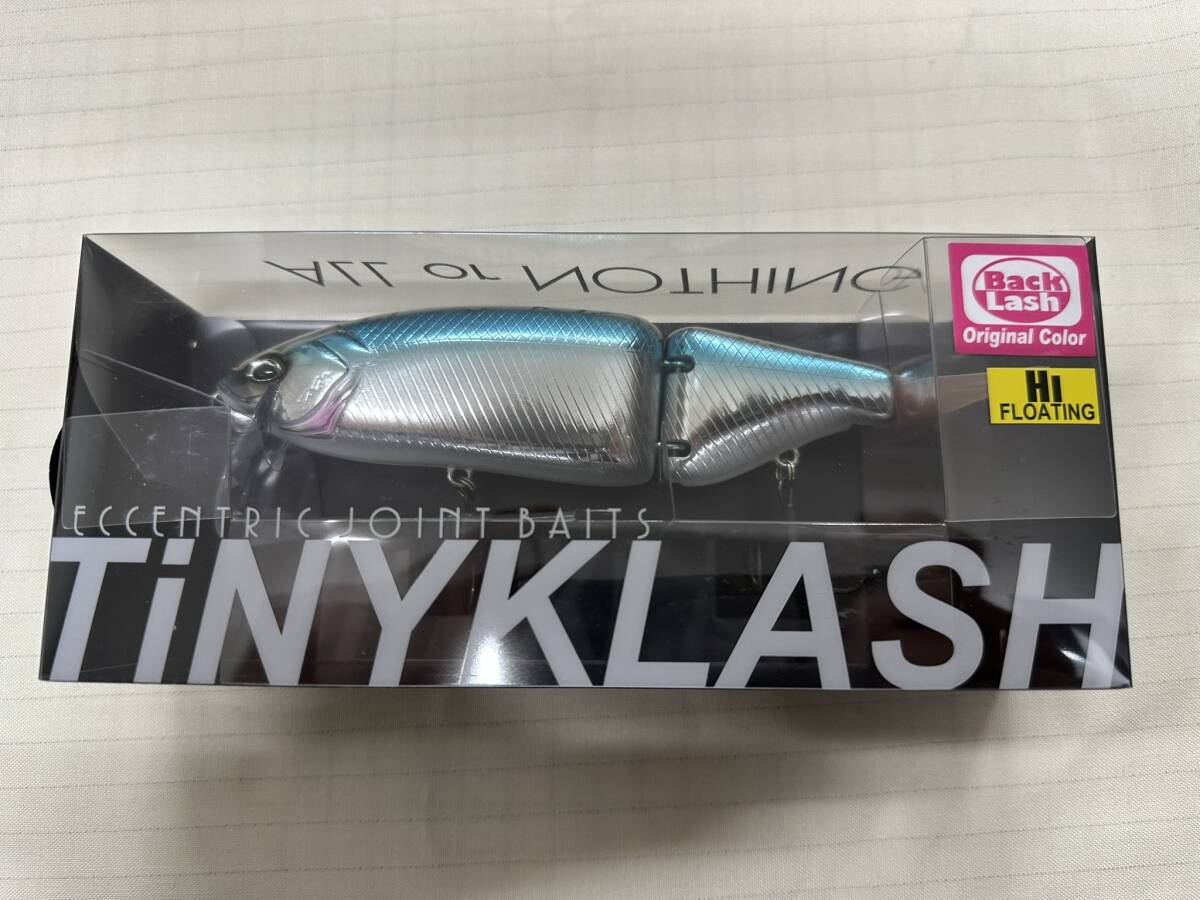 ALL or NOTHING
Back
Lash
Original Color
Hi
FLOATING
ECCENTRIC JOINT BAITS
TiNYKLASH